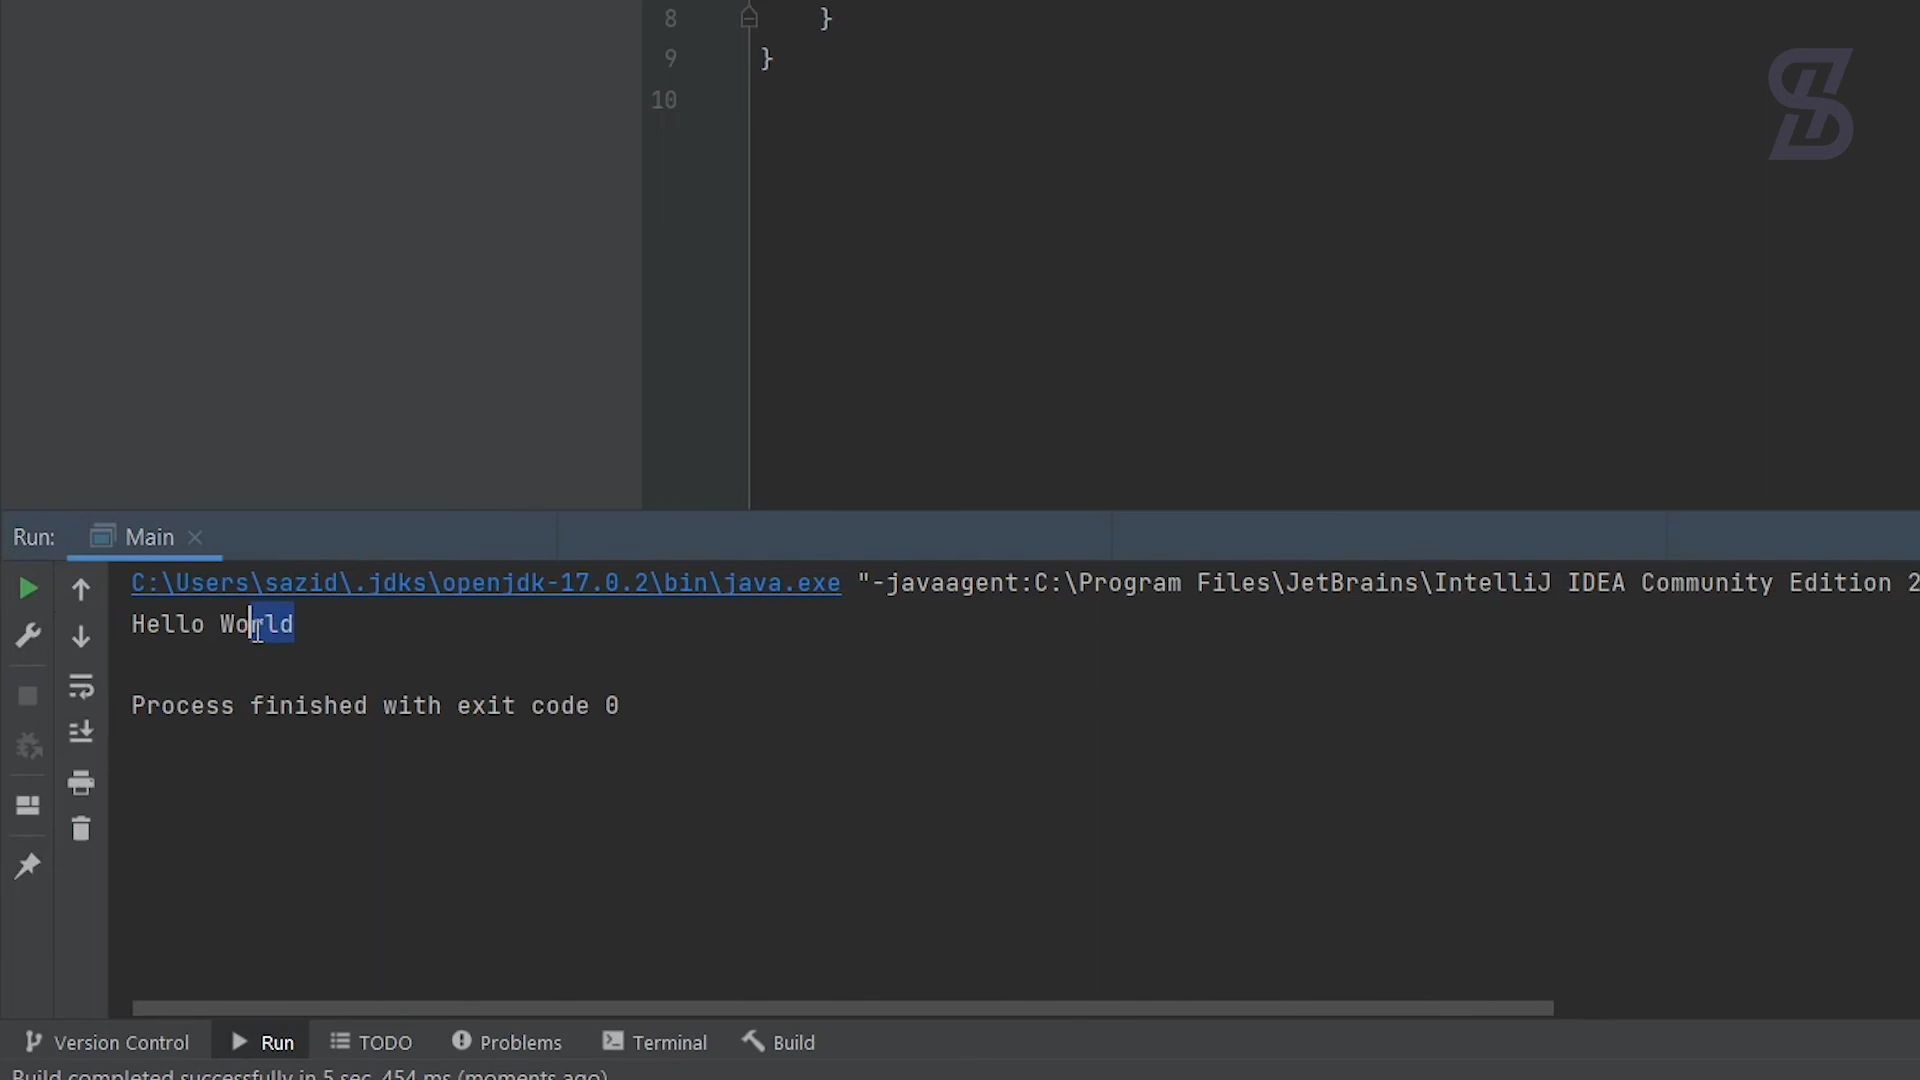 8 }
9 }
10
Run: Main
C:\Users\sazid\.jdks\openjdk-17.0.2\bin\java.exe "-javaagent:C:\Program Files\JetBrains\IntelliJ IDEA Community Edition 2
Hello World
Process finished with exit code 0
Version Control Run TODO Problems Terminal Build
Build completed successfully in 5 sec, 454 ms (moments ago)